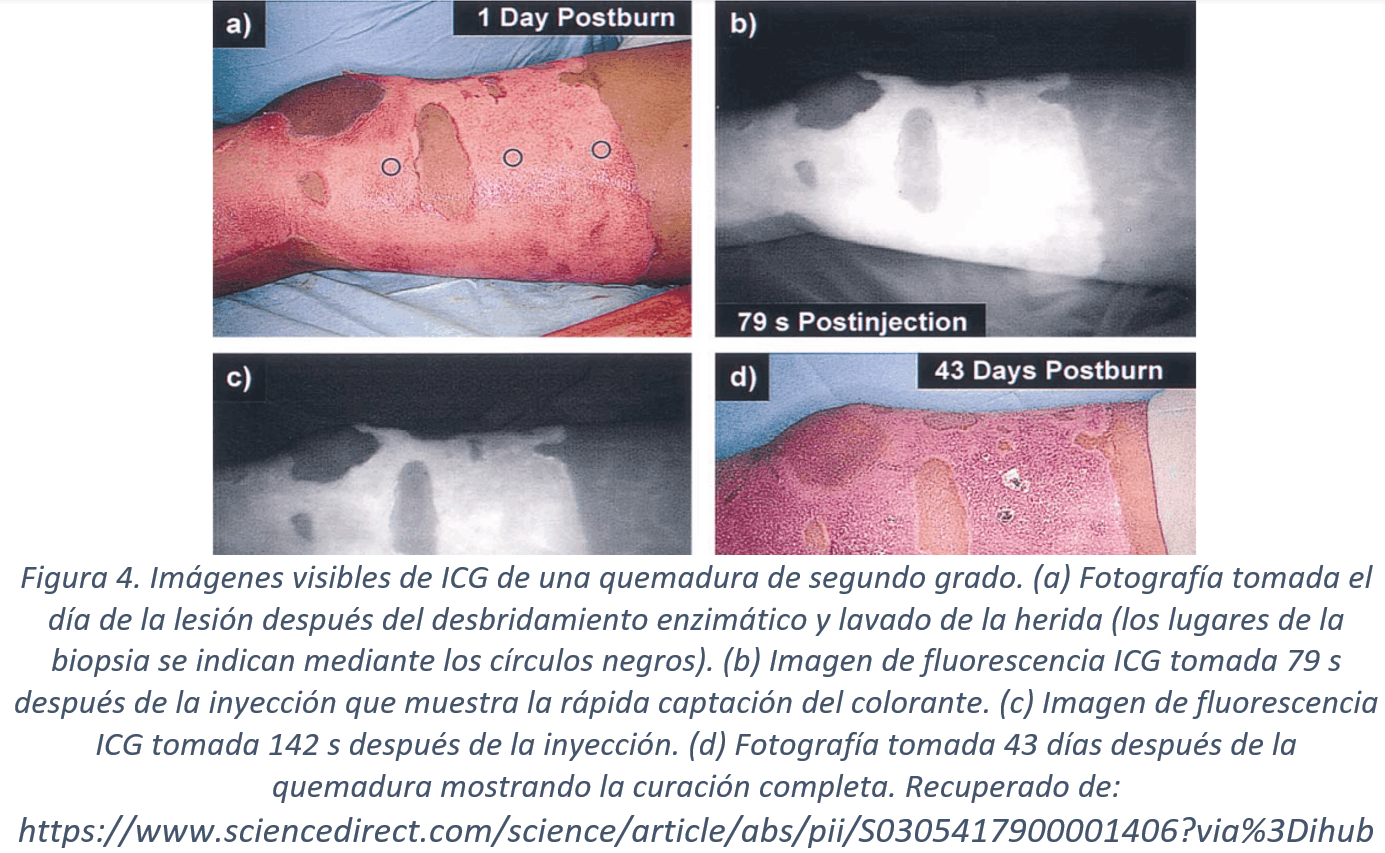 a)
1 Day Postburn
b)
79 s Postinjection
c)
d)
43 Days Postburn
Figura 4. Imágenes visibles de ICG de una quemadura de segundo grado. (a) Fotografía tomada el
día de la lesión después del desbridamiento enzimático y lavado de la herida (los lugares de la
biopsia se indican mediante los círculos negros). (b) Imagen de fluorescencia ICG tomada 79 s
después de la inyección que muestra la rápida captación del colorante. (c) Imagen de fluorescencia
ICG tomada 142 s después de la inyección. (d) Fotografía tomada 43 días después de la
quemadura mostrando la curación completa. Recuperado de:
https://www.sciencedirect.com/science/article/abs/pii/S0305417900001406?via%3Dihub